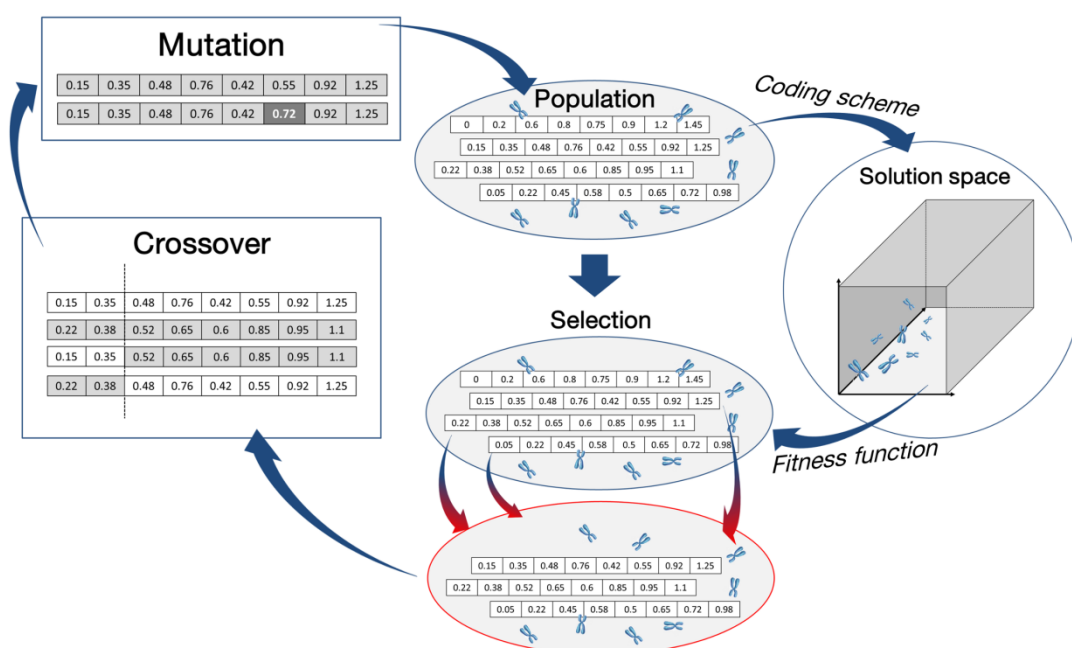 Mutation
0.15 0.35 0.48 0.76 0.42 0.55 0.92 1.25
0.15 0.35 0.48 0.76 0.42 0.72 0.92 1.25
Population
0 0.2 0.6 0.8 0.75 0.9 1.2 1.45
0.15 0.35 0.48 0.76 0.42 0.55 0.92 1.25
0.22 0.38 0.52 0.65 0.6 0.85 0.95 1.1
0.05 0.22 0.45 0.58 0.5 0.65 0.72 0.98
Coding scheme
Solution space
Fitness function
Selection
0 0.2 0.6 0.8 0.75 0.9 1.2 1.45
0.15 0.35 0.48 0.76 0.42 0.55 0.92 1.25
0.22 0.38 0.52 0.65 0.6 0.85 0.95 1.1
0.05 0.22 0.45 0.58 0.5 0.65 0.72 0.98
0.15 0.35 0.48 0.76 0.42 0.55 0.92 1.25
0.22 0.38 0.52 0.65 0.6 0.85 0.95 1.1
0.05 0.22 0.45 0.58 0.5 0.65 0.72 0.98
Crossover
0.15 0.35 0.48 0.76 0.42 0.55 0.92 1.25
0.22 0.38 0.52 0.65 0.6 0.85 0.95 1.1
0.15 0.35 0.52 0.65 0.6 0.85 0.95 1.1
0.22 0.38 0.48 0.76 0.42 0.55 0.92 1.25